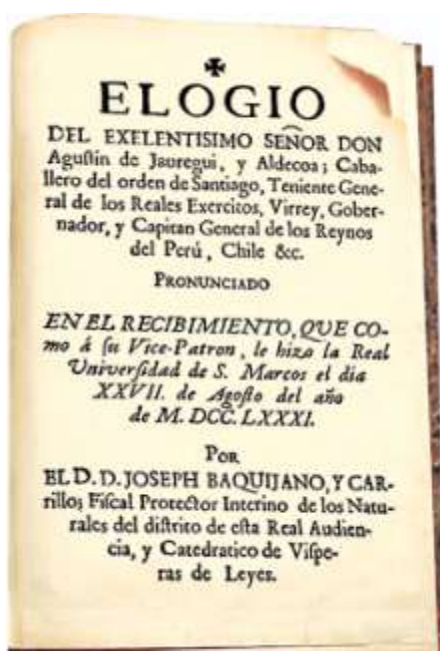 ELOGIO
DEL EXELENTISIMO SEÑOR DON
Aguſtin de Jauregui, y Aldecoa; Caba-
llero del orden de Santiago, Teniente Gene-
ral de los Reales Exercitos, Virrey, Gober-
nador, y Capitan General de los Reynos
del Perú, Chile &c.
PRONUNCIADO
EN EL RECIBIMIENTO, QUE CO-
mo á ſu Vice-Patron, le hizo la Real
Univerſidad de S. Marcos el dia
XXVII. de Agoſto del año
de M. DCC. LXXXI.
POR
EL D. D. JOSEPH BAQUIJANO, Y CAR-
rillo; Fiſcal Protector Interino de los Natu-
rales del diſtrito de eſta Real Audien-
cia, y Catedratico de Viſpe-
ras de Leyes.